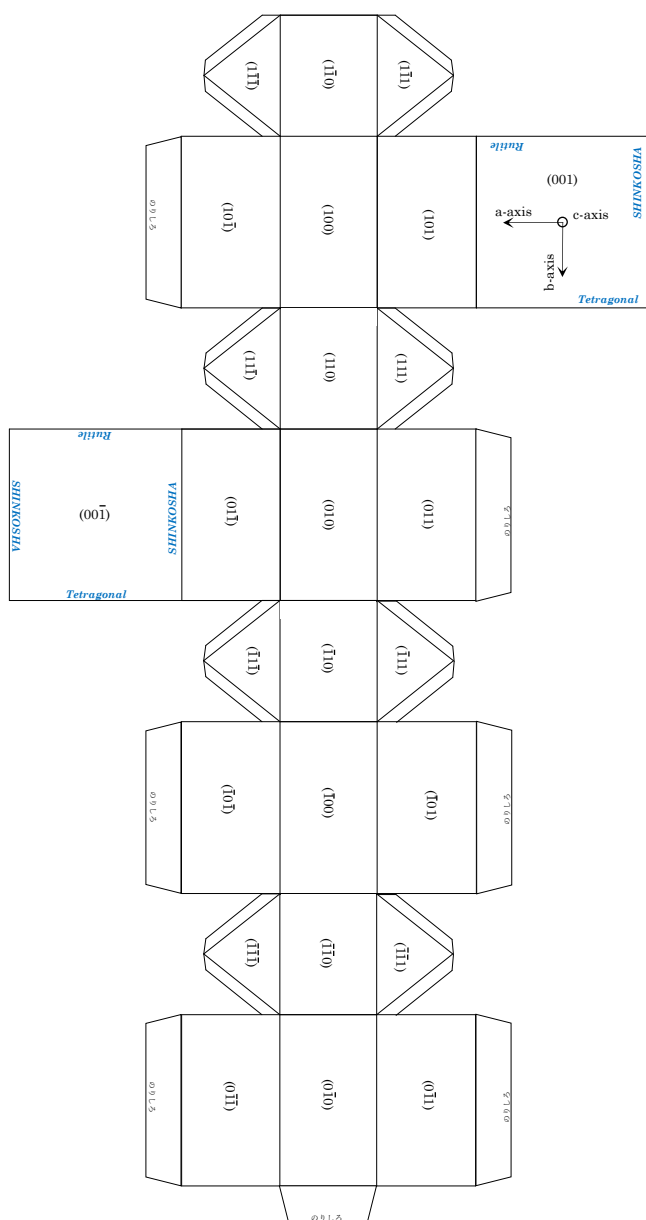 (11̅1̅)
(11̅0)
(11̅1)
Rutile
SHINKOSHA
(001)
のりしろ
(101̅)
(100)
(101)
a-axis
c-axis
b-axis
Tetragonal
(111̅)
(110)
(111)
Rutile
SHINKOSHA
(001̅)
SHINKOSHA
(011̅)
(010)
(011)
のりしろ
Tetragonal
(1̅11̅)
(1̅10)
(1̅11)
のりしろ
(1̅01̅)
(1̅00)
(1̅01)
のりしろ
(1̅1̅1̅)
(1̅1̅0)
(1̅1̅1)
のりしろ
(01̅1̅)
(01̅0)
(01̅1)
のりしろ
のりしろ